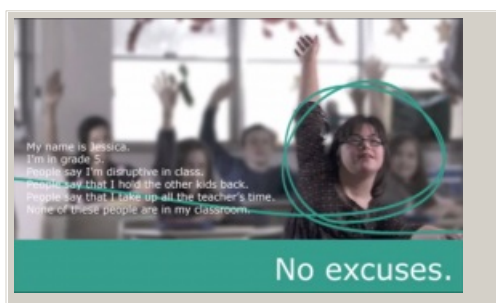 My name is Jessica.
I'm in grade 5.
People say I'm disruptive in class.
People say that I hold the other kids back.
People say that I take up all the teacher's time.
None of these people are in my classroom.
No excuses.